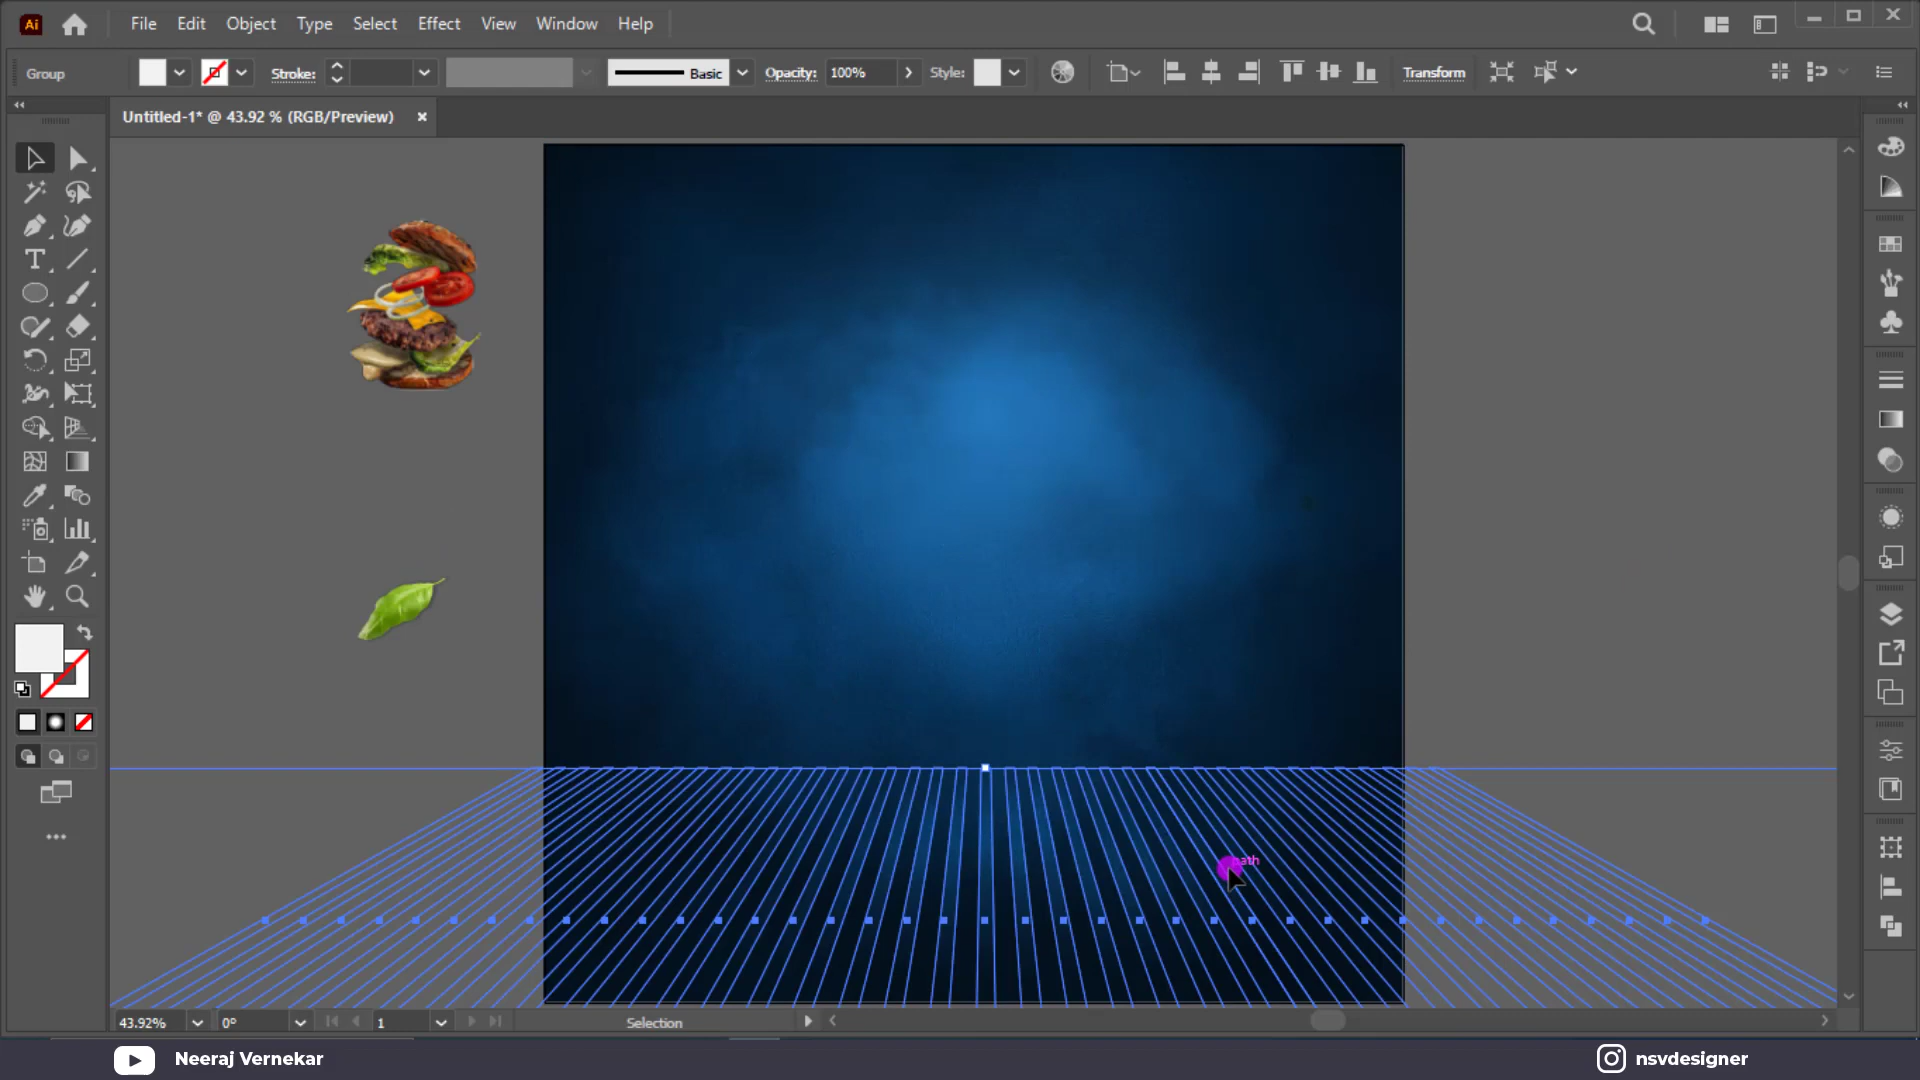 Ai File Edit Object Type Select Effect View Window Help
Group Stroke: Basic Opacity: 100% Style: Transform
Untitled-1* @ 43.92 % (RGB/Preview) ×
path
43.92% 0° 1 Selection
Neeraj Vernekar nsvdesigner